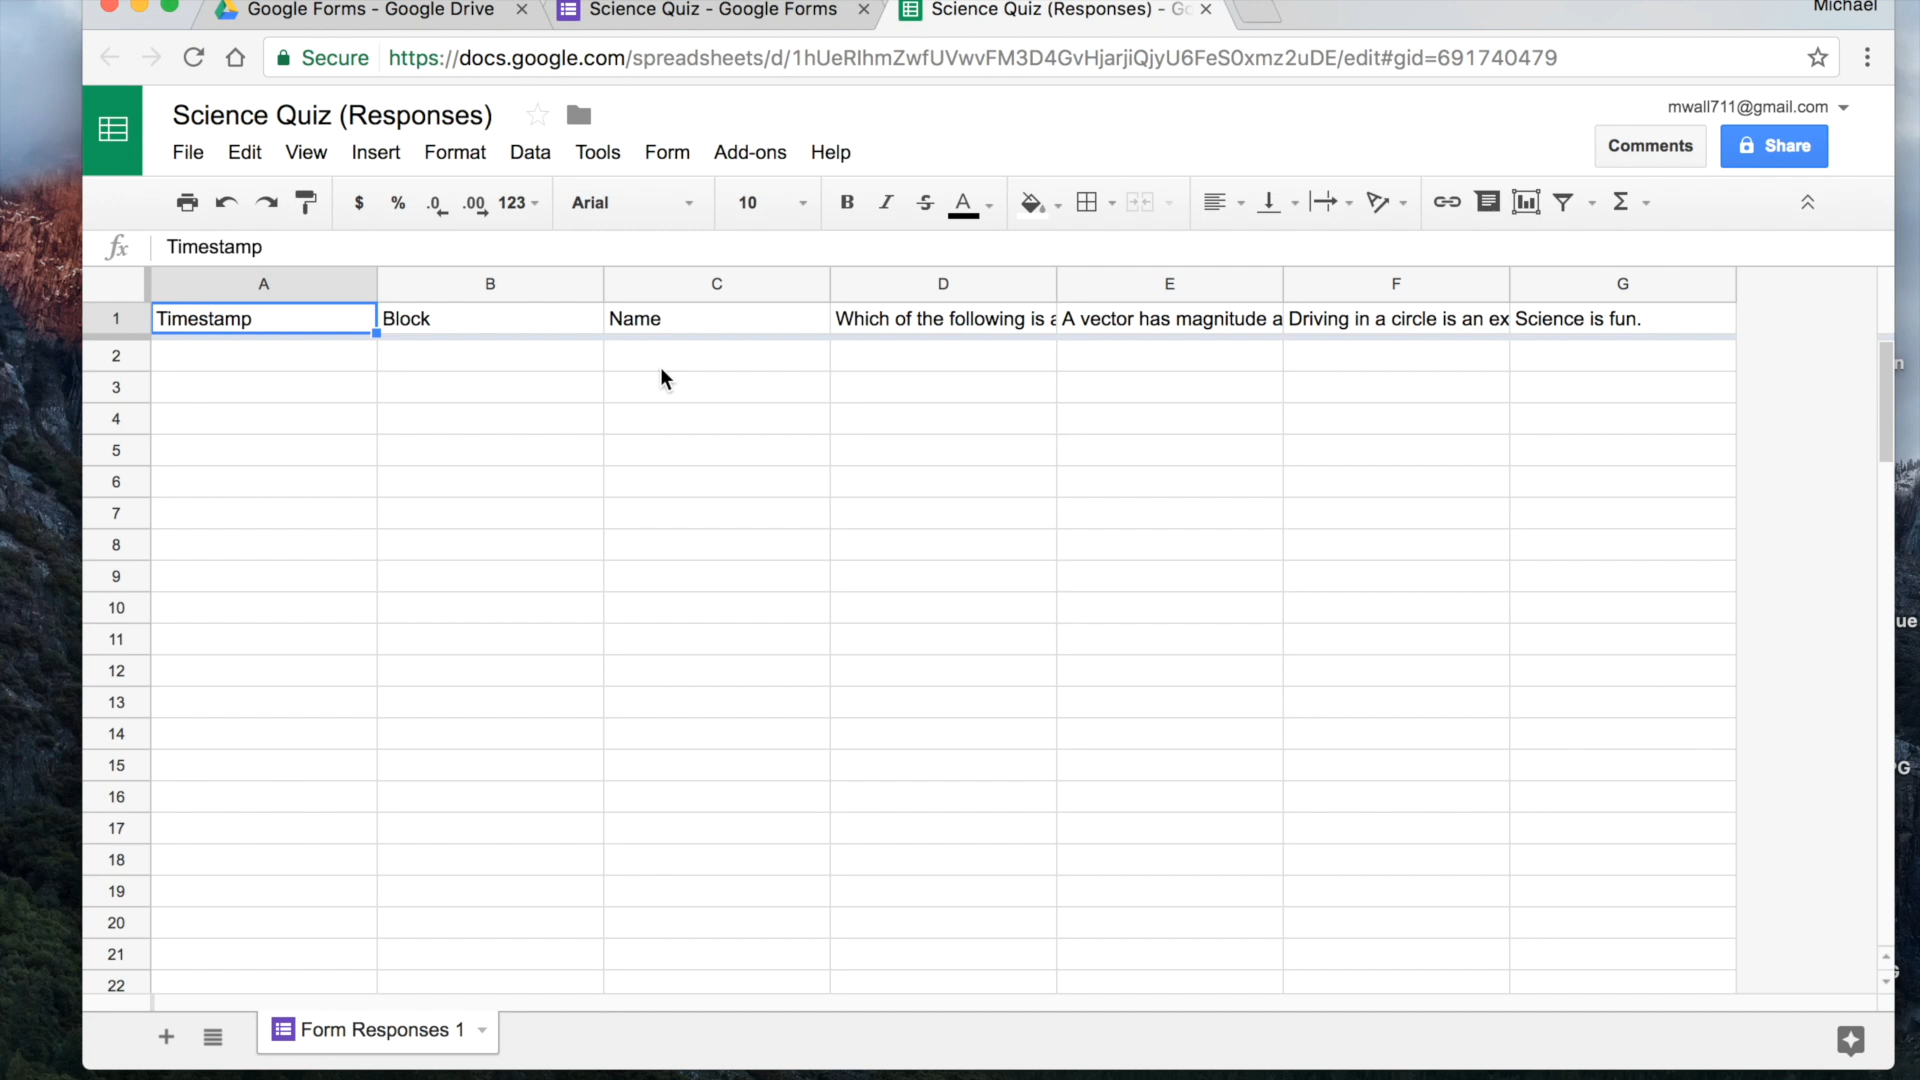 Google Forms - Google Drive
Science Quiz - Google Forms
Science Quiz (Responses) - Go
Michael
Secure
https://docs.google.com/spreadsheets/d/1hUeRlhmZwfUVwvFM3D4GvHjarjiQjyU6FeS0xmz2uDE/edit#gid=691740479
Science Quiz (Responses)
mwall711@gmail.com
File Edit View Insert Format Data Tools Form Add-ons Help
Comments
Share
$ % .0 .00 123 Arial 10 B I S A Σ
fx Timestamp
A B C D E F G
1 Timestamp Block Name Which of the following is a A vector has magnitude a Driving in a circle is an ex Science is fun.
2
3
4
5
6
7
8
9
10
11
12
13
14
15
16
17
18
19
20
21
22
n
ue
G
+ Form Responses 1